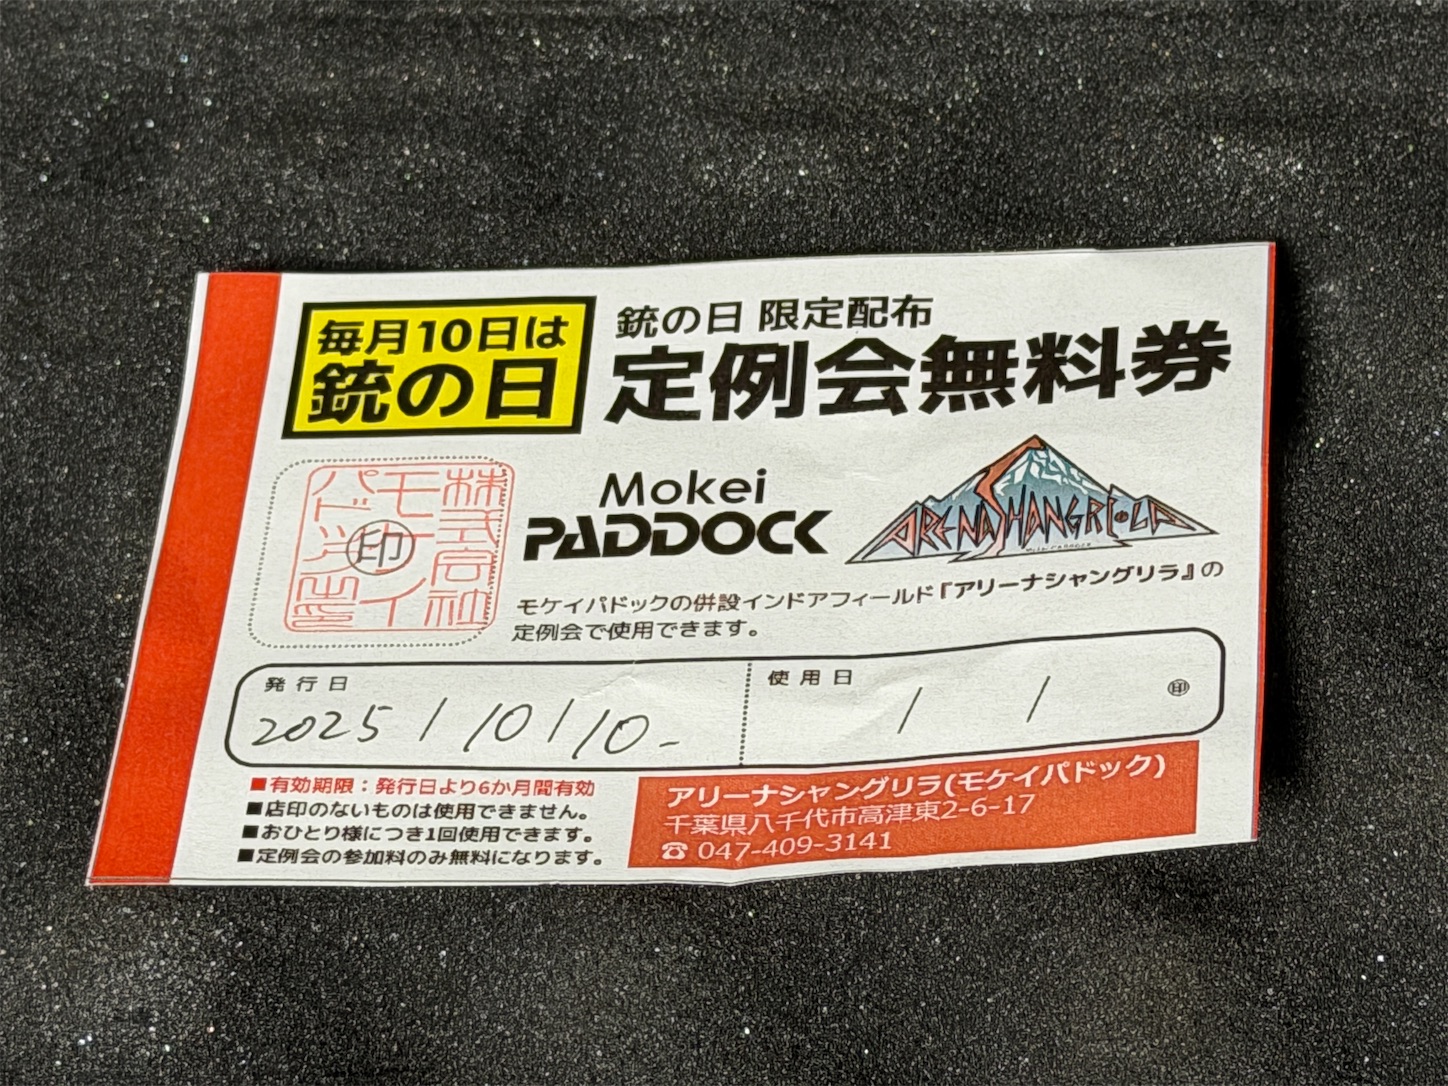 毎月10日は
銃の日
銃の日 限定配布
定例会無料券
株式会社
モケイ
パドック
印
Mokei
PADDOCK
ARENA SHANGRI-LA
モケイパドックの併設インドアフィールド『アリーナシャングリラ』の
定例会で使用できます。
発行日
2025/10/10-
使用日
/ /
印
■有効期限：発行日より6か月間有効
■店印のないものは使用できません。
■おひとり様につき1回使用できます。
■定例会の参加料のみ無料になります。
アリーナシャングリラ(モケイパドック)
千葉県八千代市高津東2-6-17
☎ 047-409-3141